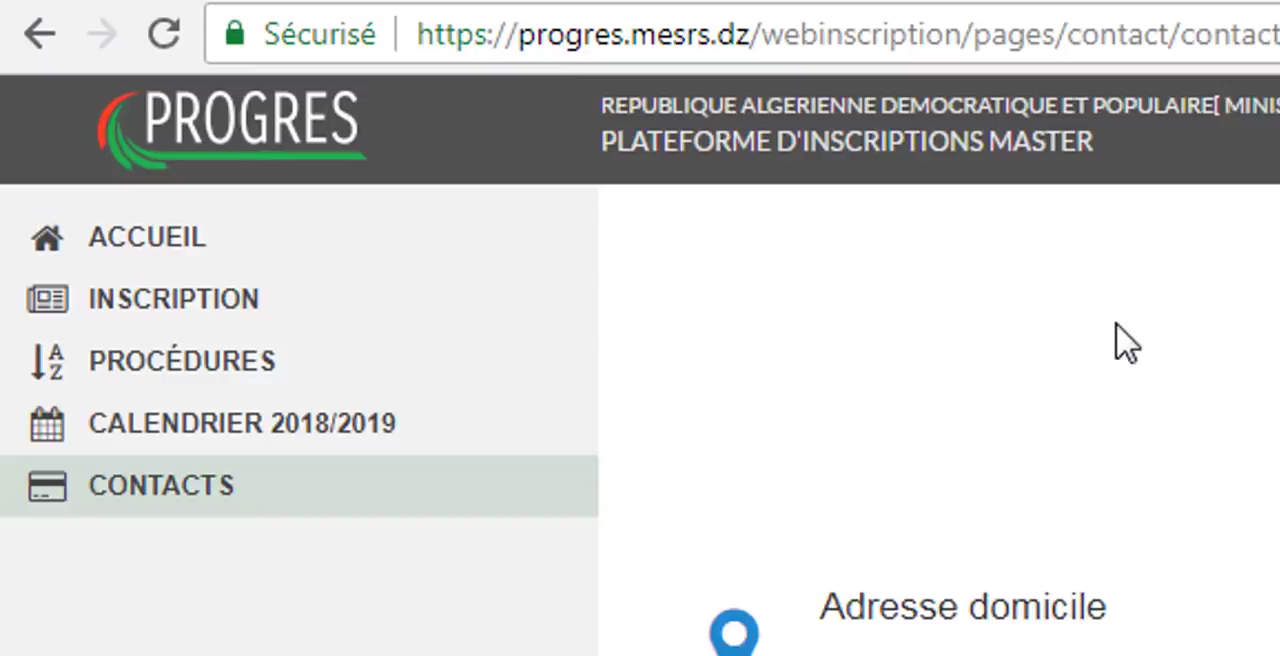 Sécurisé | https://progres.mesrs.dz/webinscription/pages/contact/contact
PROGRES
REPUBLIQUE ALGERIENNE DEMOCRATIQUE ET POPULAIRE[ MINIS
PLATEFORME D'INSCRIPTIONS MASTER
ACCUEIL
INSCRIPTION
PROCÉDURES
CALENDRIER 2018/2019
CONTACTS
Adresse domicile